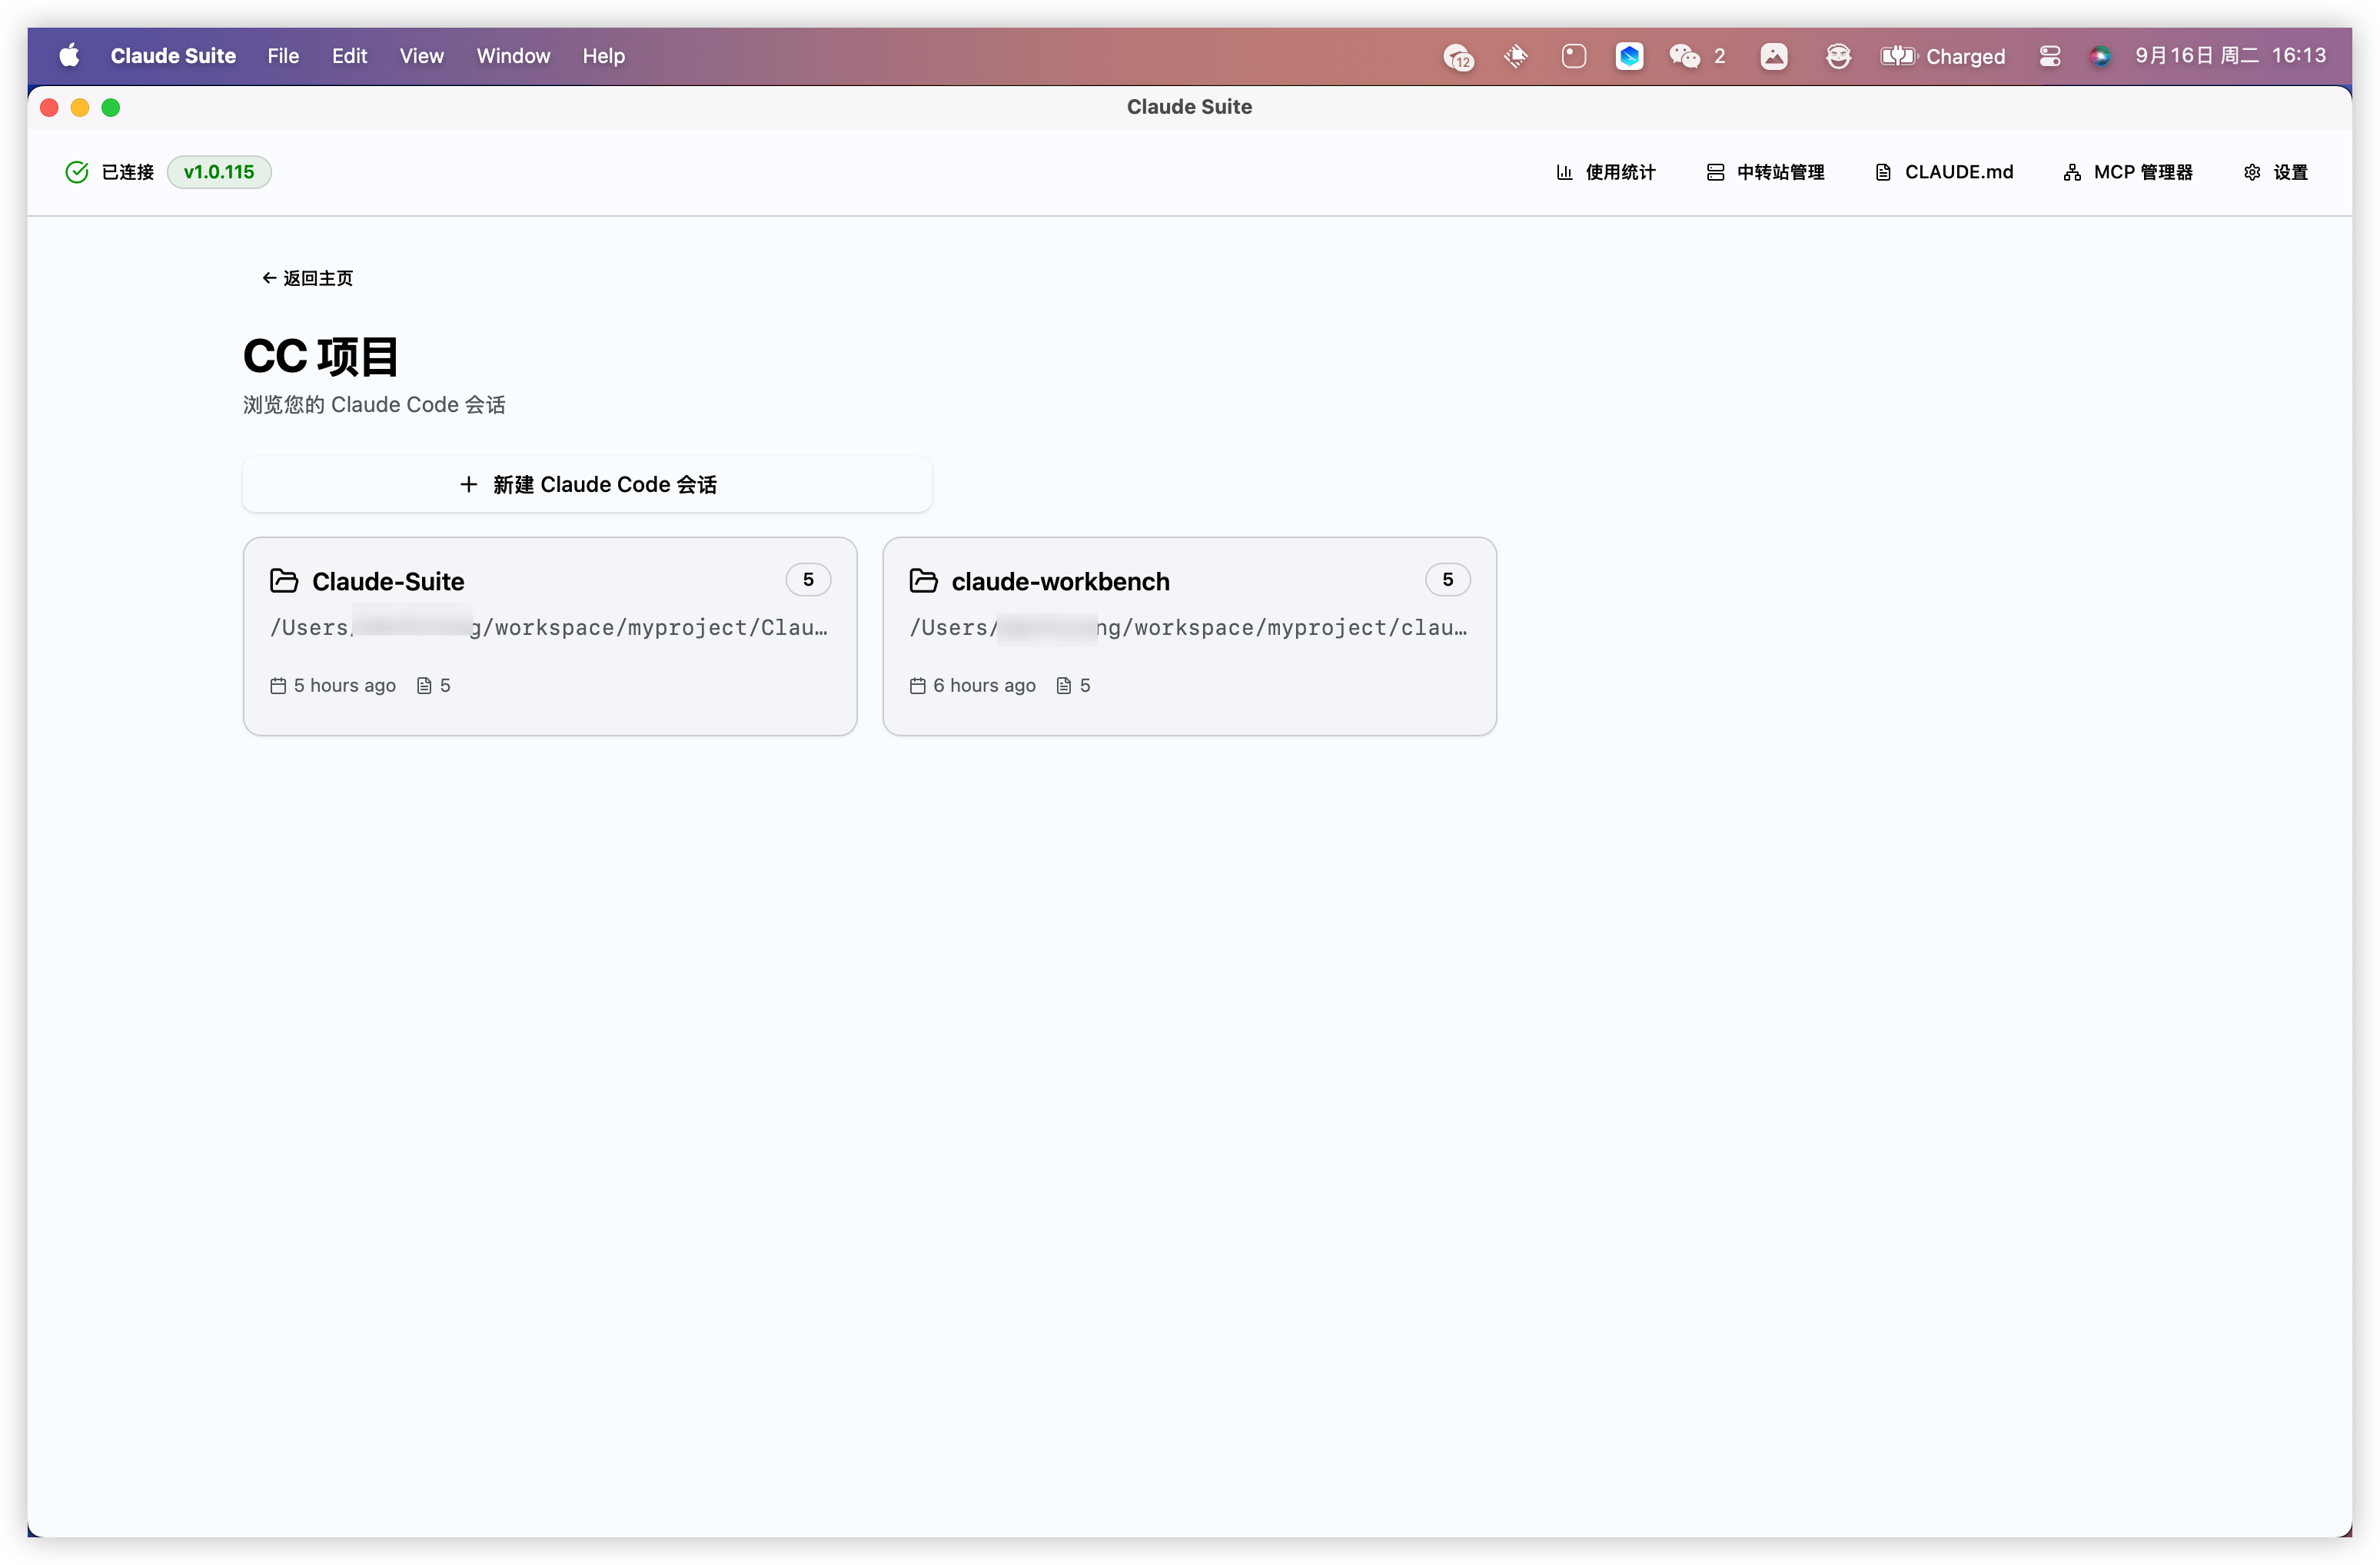 Claude Suite File Edit View Window Help 12 2 Charged 9月16日 周二 16:13
Claude Suite
已连接 v1.0.115 使用统计 中转站管理 CLAUDE.md MCP 管理器 设置
← 返回主页
CC 项目
浏览您的 Claude Code 会话
+ 新建 Claude Code 会话
Claude-Suite 5
/Users/ g/workspace/myproject/Clau…
5 hours ago 5
claude-workbench 5
/Users/ ng/workspace/myproject/clau…
6 hours ago 5